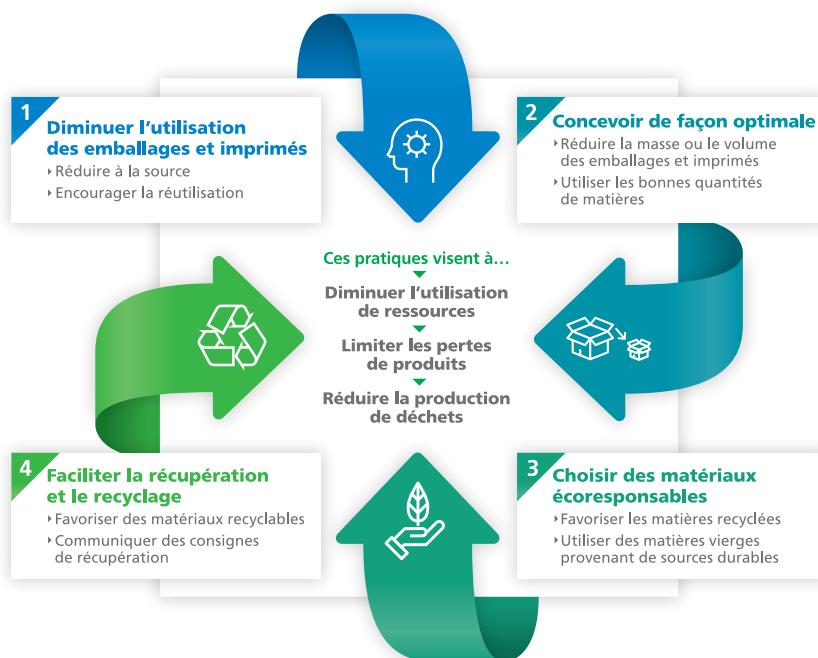 1
Diminuer l’utilisation
des emballages et imprimés
‣ Réduire à la source
‣ Encourager la réutilisation
2
Concevoir de façon optimale
‣ Réduire la masse ou le volume
des emballages et imprimés
‣ Utiliser les bonnes quantités
de matières
Ces pratiques visent à…
Diminuer l’utilisation
de ressources
Limiter les pertes
de produits
Réduire la production
de déchets
3
Choisir des matériaux
écoresponsables
‣ Favoriser les matières recyclées
‣ Utiliser des matières vierges
provenant de sources durables
4
Faciliter la récupération
et le recyclage
‣ Favoriser des matériaux recyclables
‣ Communiquer des consignes
de récupération